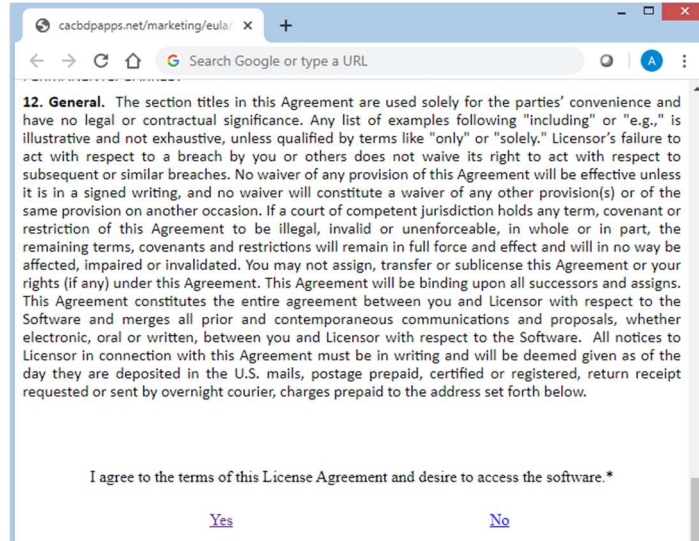 cacbdpapps.net/marketing/eula/
Search Google or type a URL
A
12. General. The section titles in this Agreement are used solely for the parties' convenience and
have no legal or contractual significance. Any list of examples following "including" or "e.g.," is
illustrative and not exhaustive, unless qualified by terms like "only" or "solely." Licensor's failure to
act with respect to a breach by you or others does not waive its right to act with respect to
subsequent or similar breaches. No waiver of any provision of this Agreement will be effective unless
it is in a signed writing, and no waiver will constitute a waiver of any other provision(s) or of the
same provision on another occasion. If a court of competent jurisdiction holds any term, covenant or
restriction of this Agreement to be illegal, invalid or unenforceable, in whole or in part, the
remaining terms, covenants and restrictions will remain in full force and effect and will in no way be
affected, impaired or invalidated. You may not assign, transfer or sublicense this Agreement or your
rights (if any) under this Agreement. This Agreement will be binding upon all successors and assigns.
This Agreement constitutes the entire agreement between you and Licensor with respect to the
Software and merges all prior and contemporaneous communications and proposals, whether
electronic, oral or written, between you and Licensor with respect to the Software. All notices to
Licensor in connection with this Agreement must be in writing and will be deemed given as of the
day they are deposited in the U.S. mails, postage prepaid, certified or registered, return receipt
requested or sent by overnight courier, charges prepaid to the address set forth below.
I agree to the terms of this License Agreement and desire to access the software.*
Yes No